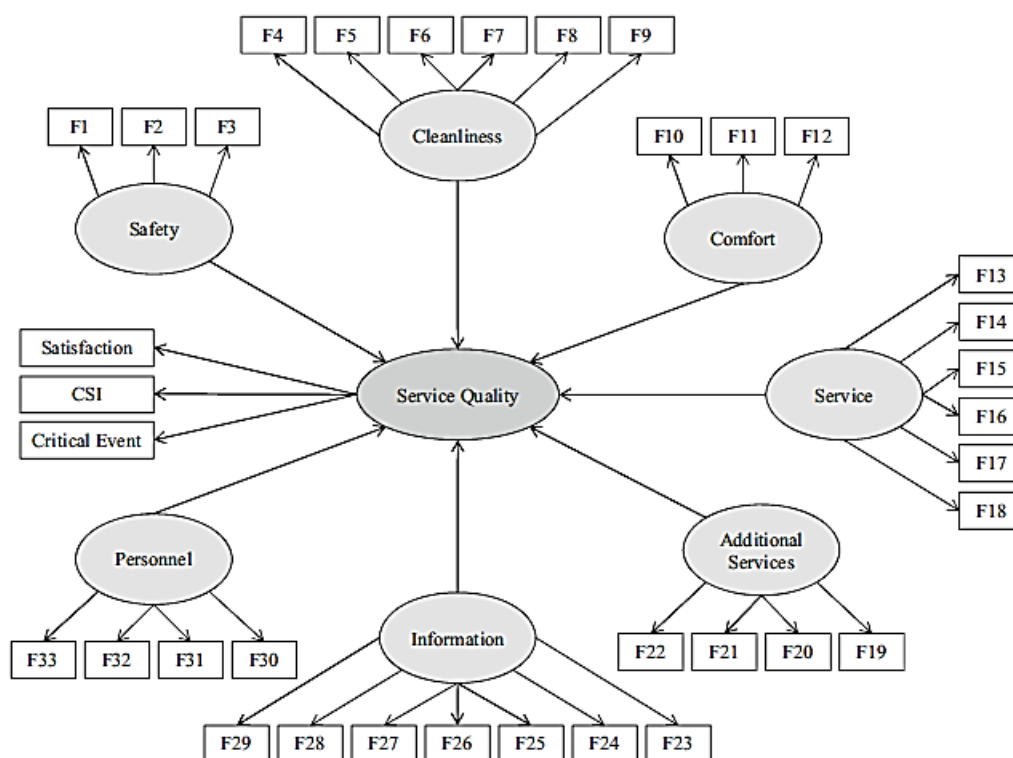 F4
F5
F6
F7
F8
F9
Cleanliness
F1
F2
F3
Safety
F10
F11
F12
Comfort
F13
F14
F15
F16
F17
F18
Service
Satisfaction
CSI
Critical Event
Service Quality
Personnel
F33
F32
F31
F30
Information
F29
F28
F27
F26
F25
F24
F23
Additional
Services
F22
F21
F20
F19